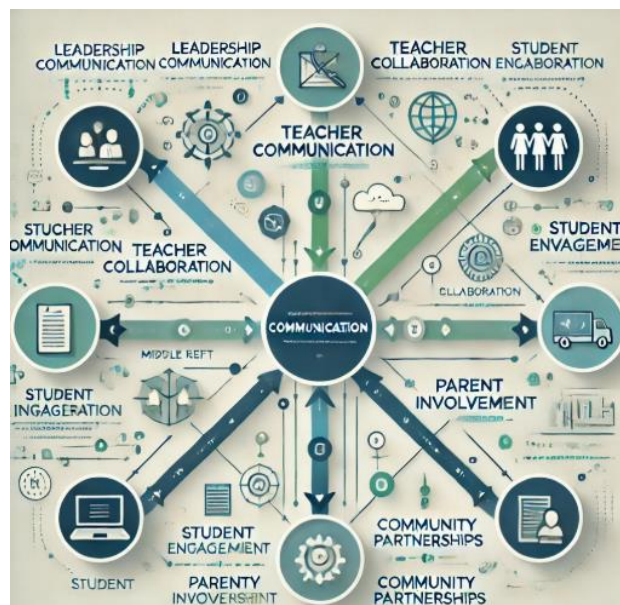 LEADERSHIP
COMMUNICATION
LEADERSHIP
COMMUNICATION
TEACHER
COLLABORATION
STUDENT
ENGABORATION
TEACHER
COMMUNICATION
STUCHER
OMMUNICATION
TEACHER
COLLABORATION
STUDENT
ENVAGEME
CLLABORATION
COMMUNICATION
MIDDLE REFT
STUDENT
INGAGERATION
PARENT
INVOLVEMENT
STUDENT
ENGAGEMENT
COMMUNITY
PARTNERSHIPS
STUDENT
PARENTY
INVOVERSHINT
COMMUNITY
PARTNERSHIPS